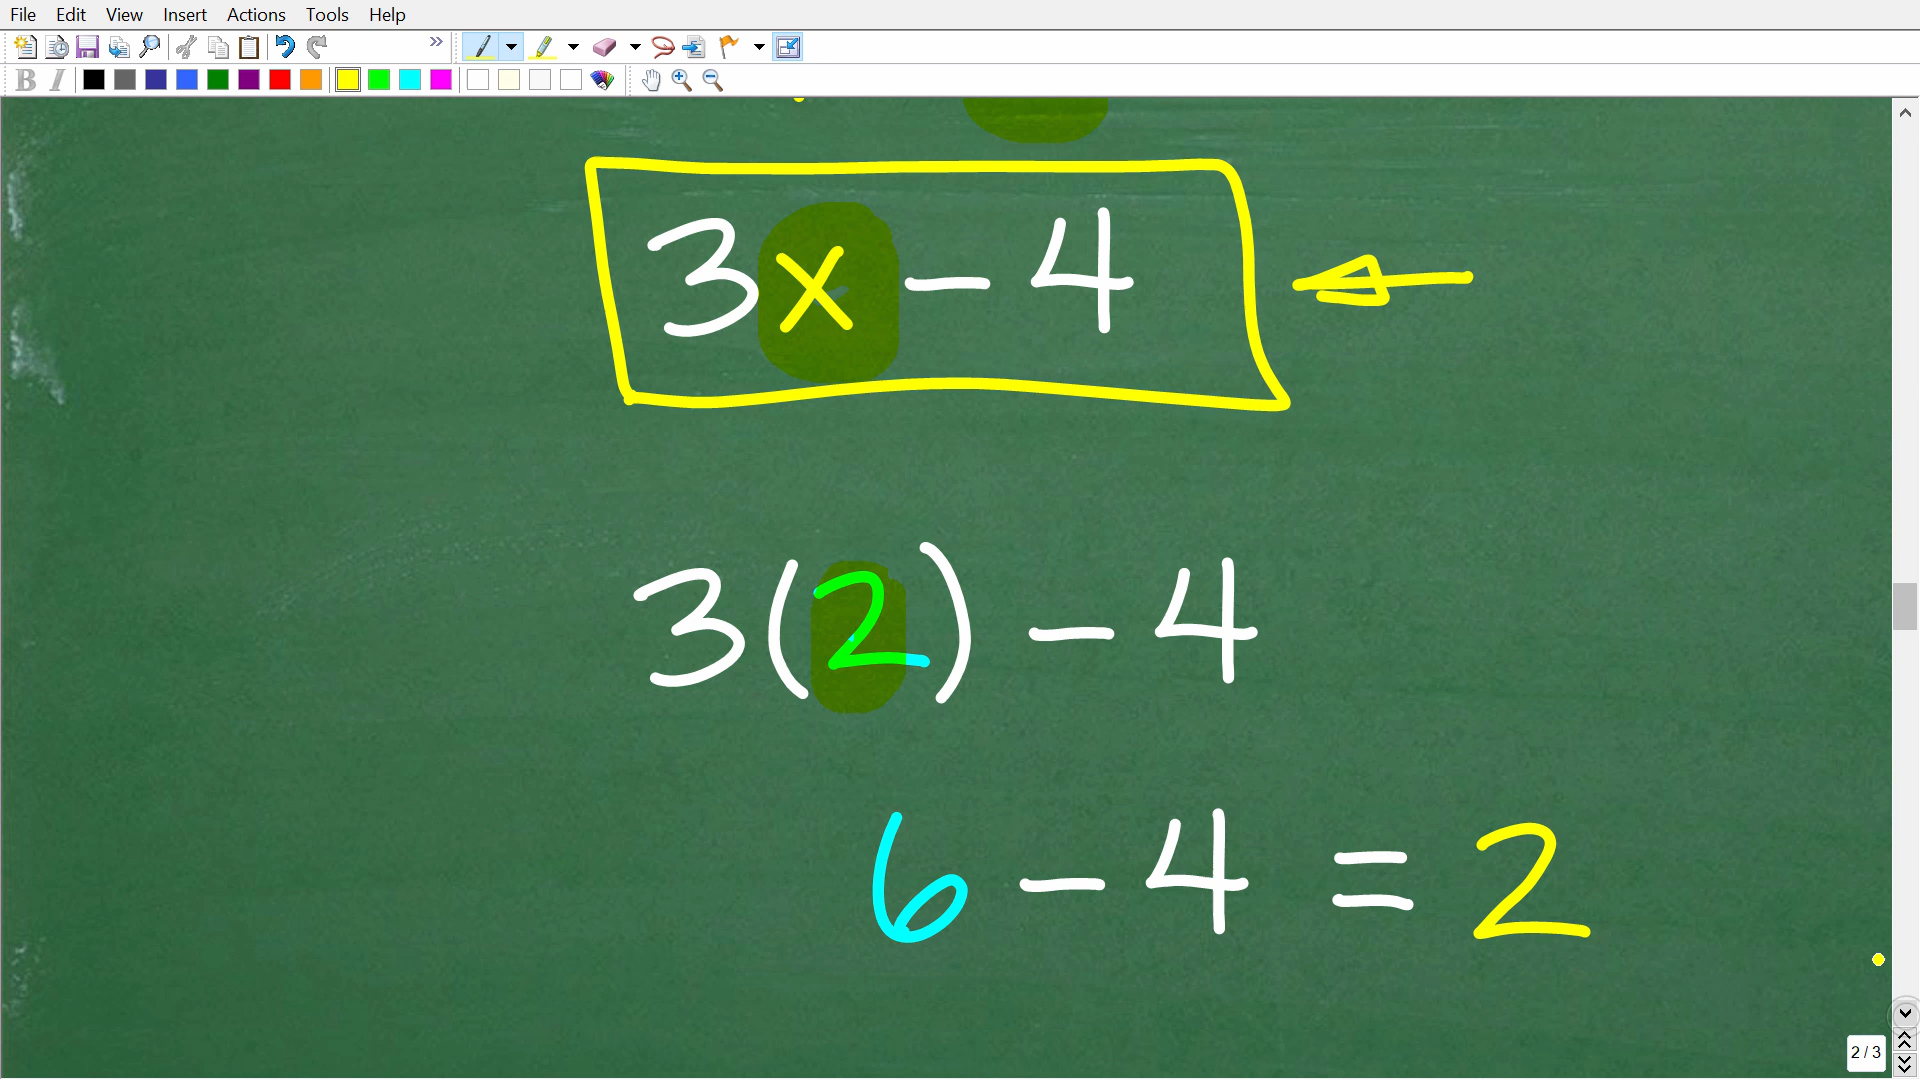 File Edit View Insert Actions Tools Help
B I
3x - 4
3(2) - 4
6 - 4 = 2
2 / 3